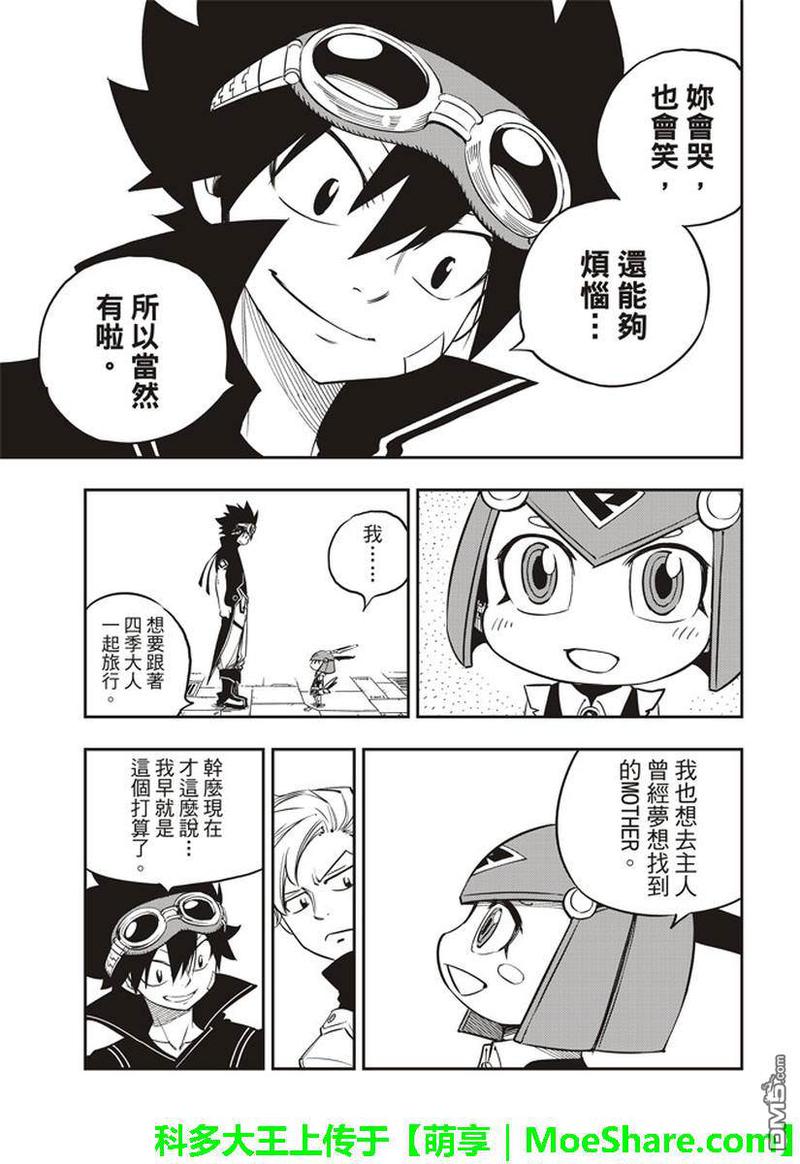 妳會哭，
也會笑，
還能夠
煩惱…
所以當然
有啦。
我……
想要跟著
四季大人
一起旅行。
我也想去主人
曾經夢想找到
的MOTHER。
幹麼現在
才這麼說…
我早就是
這個打算了。
DM5.com
科多大王上传于【萌享｜MoeShare.com】